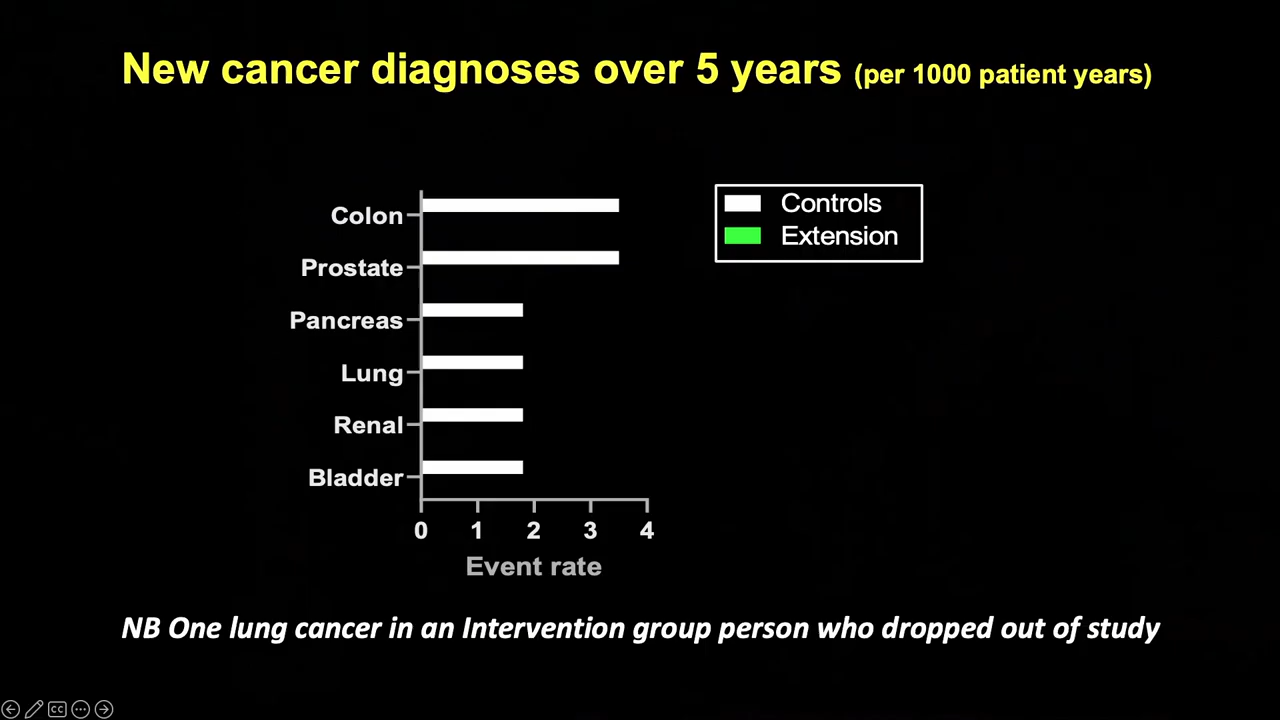 New cancer diagnoses over 5 years (per 1000 patient years)
Controls
Extension
Colon
Prostate
Pancreas
Lung
Renal
Bladder
0 1 2 3 4
Event rate
NB One lung cancer in an Intervention group person who dropped out of study
CC